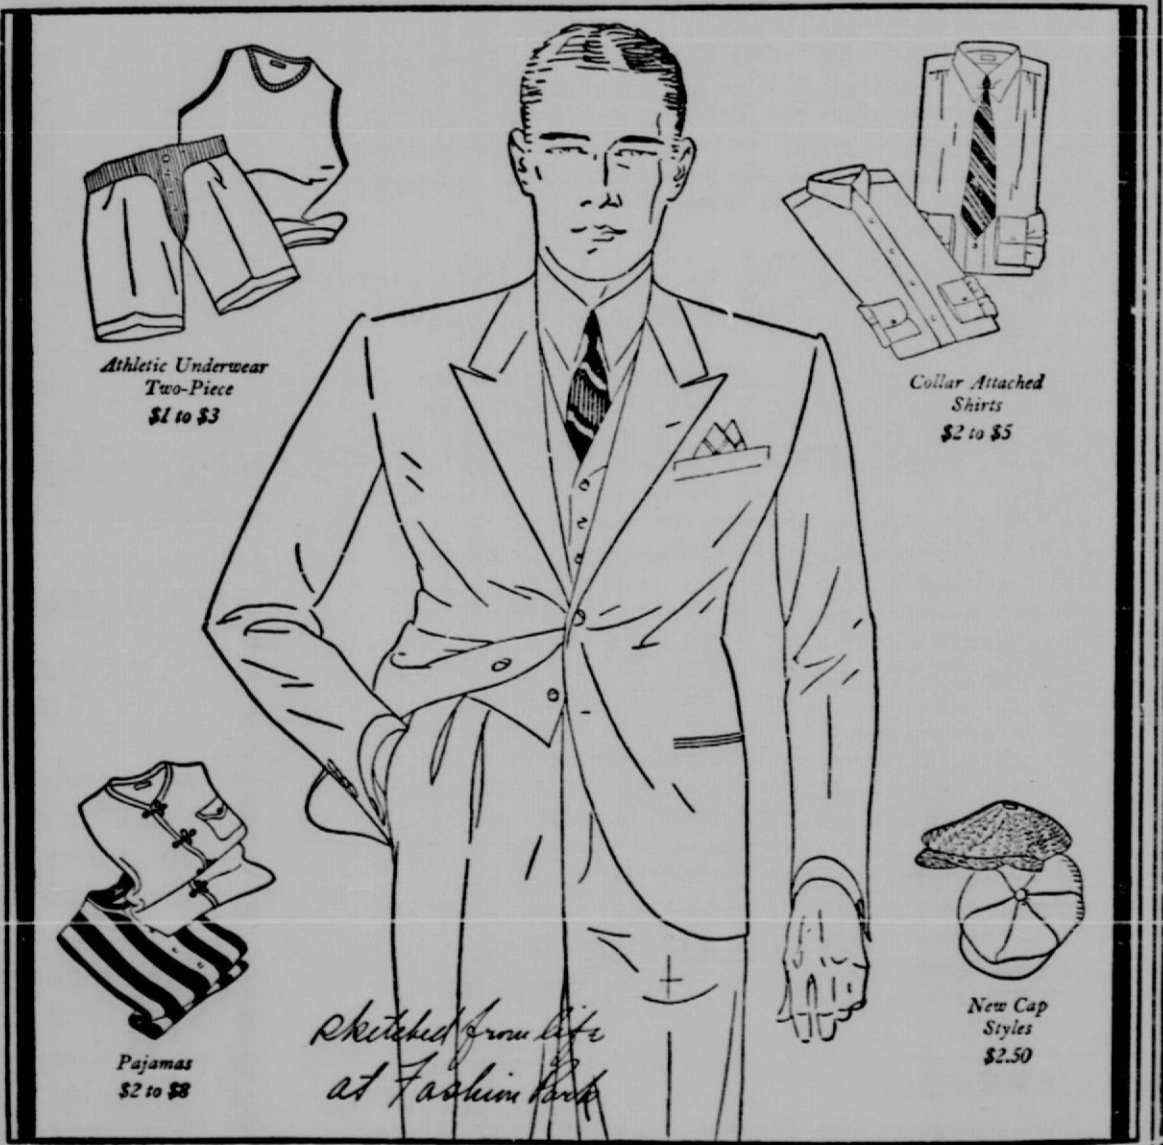 Athletic Underwear
Two-Piece
$1 to $3
Collar Attached
Shirts
$2 to $5
Pajamas
$2 to $8
New Cap
Styles
$2.50
sketched from life
at Fashion Park